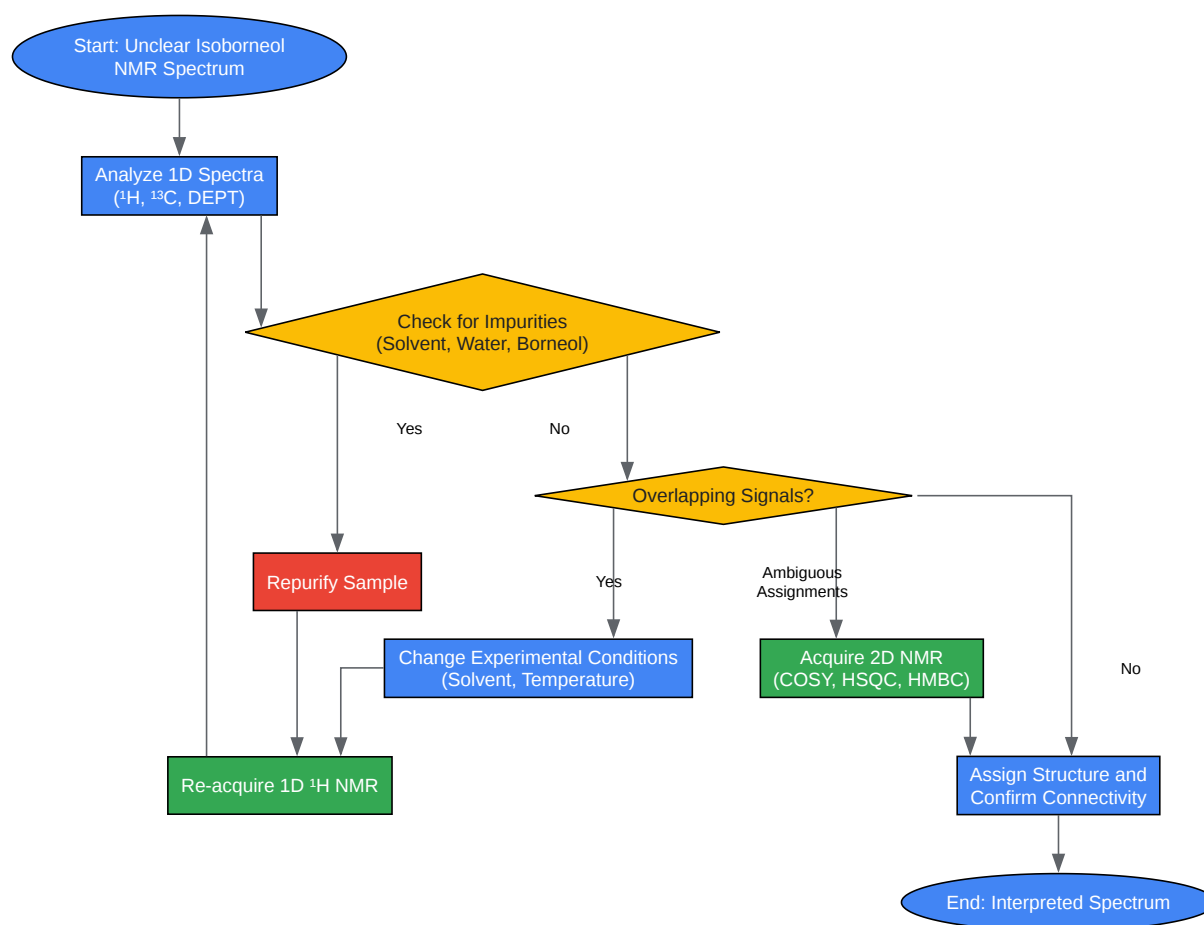 Start: Unclear Isoborneol
NMR Spectrum
Analyze 1D Spectra
(¹H, ¹³C, DEPT)
Check for Impurities
(Solvent, Water, Borneol)
Yes
No
Overlapping Signals?
Repurify Sample
Yes
Ambiguous
Assignments
Change Experimental Conditions
(Solvent, Temperature)
Acquire 2D NMR
(COSY, HSQC, HMBC)
No
Re-acquire 1D ¹H NMR
Assign Structure and
Confirm Connectivity
End: Interpreted Spectrum